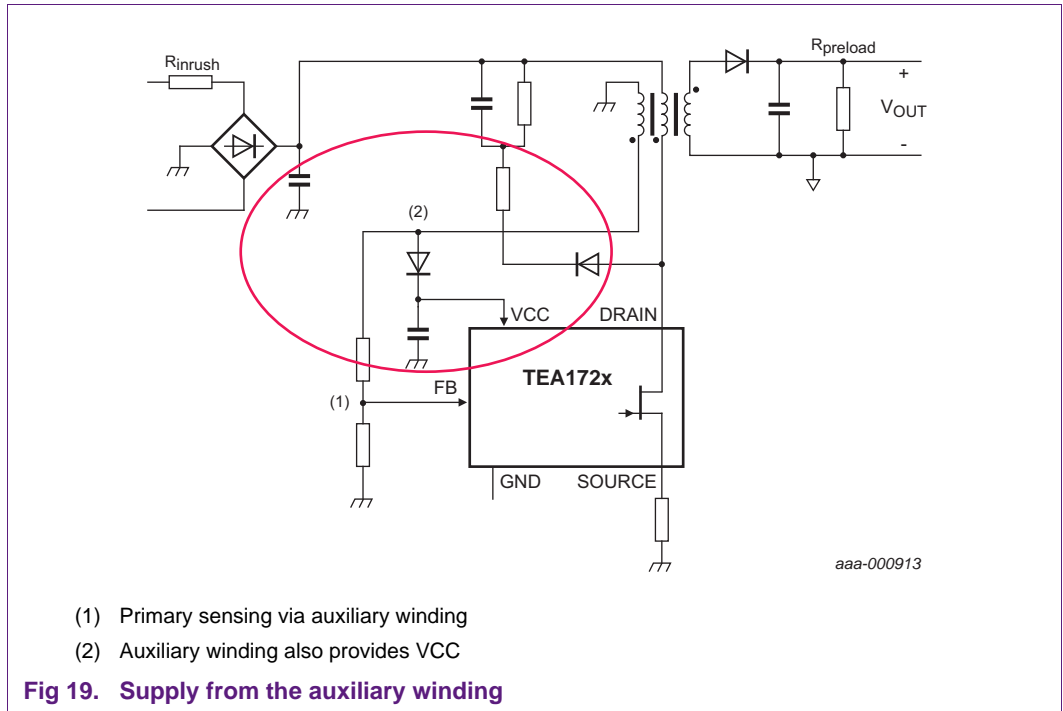 Rinrush
Rpreload
+
VOUT
-
(2)
VCC
DRAIN
TEA172x
FB
(1)
GND
SOURCE
aaa-000913
(1) Primary sensing via auxiliary winding
(2) Auxiliary winding also provides VCC
Fig 19. Supply from the auxiliary winding